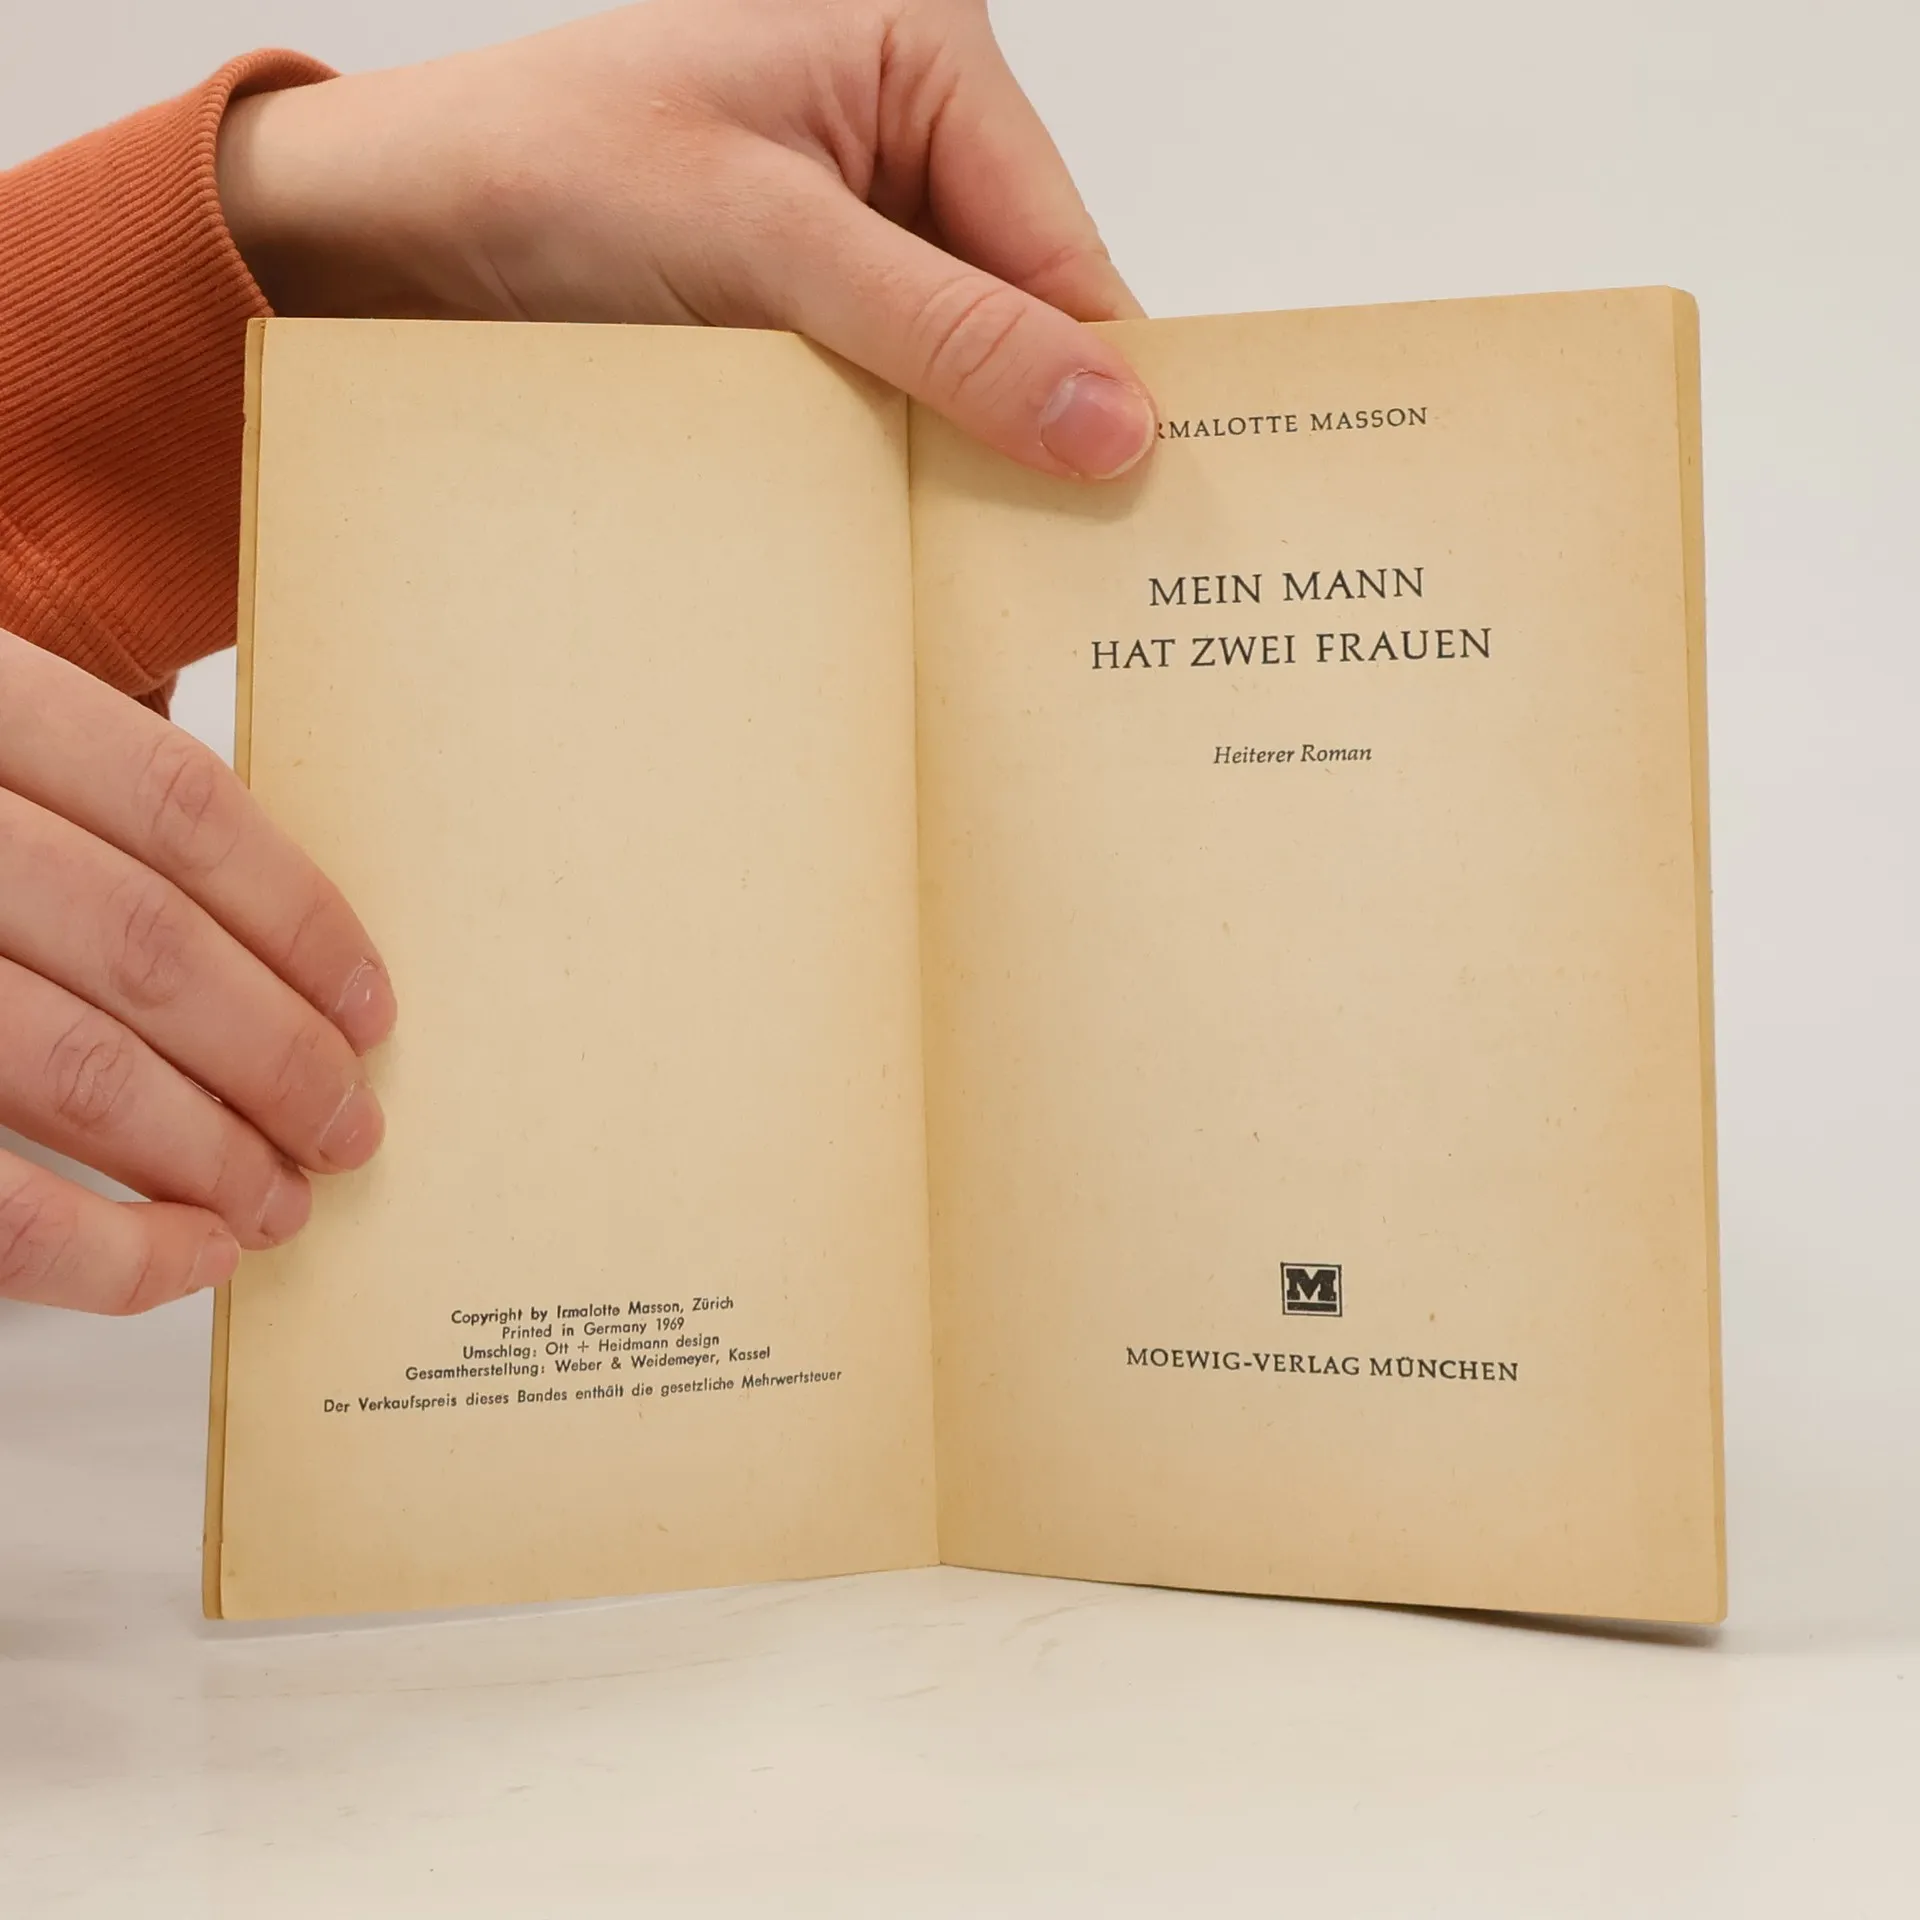 Copyright by Irmalotte Masson, Zürich
Printed in Germany 1969
Umschlag: Ott + Heidmann design
Gesamtherstellung: Weber & Weidemeyer, Kassel
Der Verkaufspreis dieses Bandes enthält die gesetzliche Mehrwertsteuer
RMALOTTE MASSON
MEIN MANN
HAT ZWEI FRAUEN
Heiterer Roman
M
MOEWIG-VERLAG MÜNCHEN